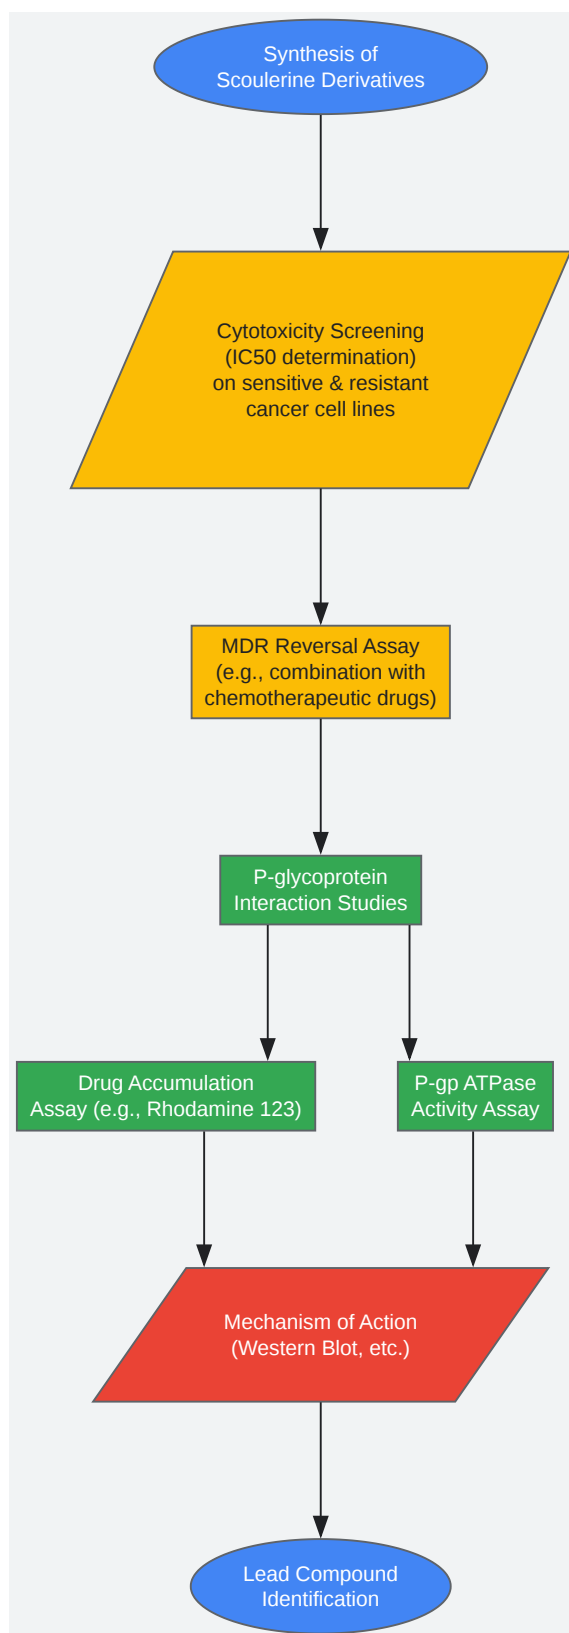 Synthesis of
Scoulerine Derivatives
Cytotoxicity Screening
(IC50 determination)
on sensitive & resistant
cancer cell lines
MDR Reversal Assay
(e.g., combination with
chemotherapeutic drugs)
P-glycoprotein
Interaction Studies
Drug Accumulation
Assay (e.g., Rhodamine 123)
P-gp ATPase
Activity Assay
Mechanism of Action
(Western Blot, etc.)
Lead Compound
Identification